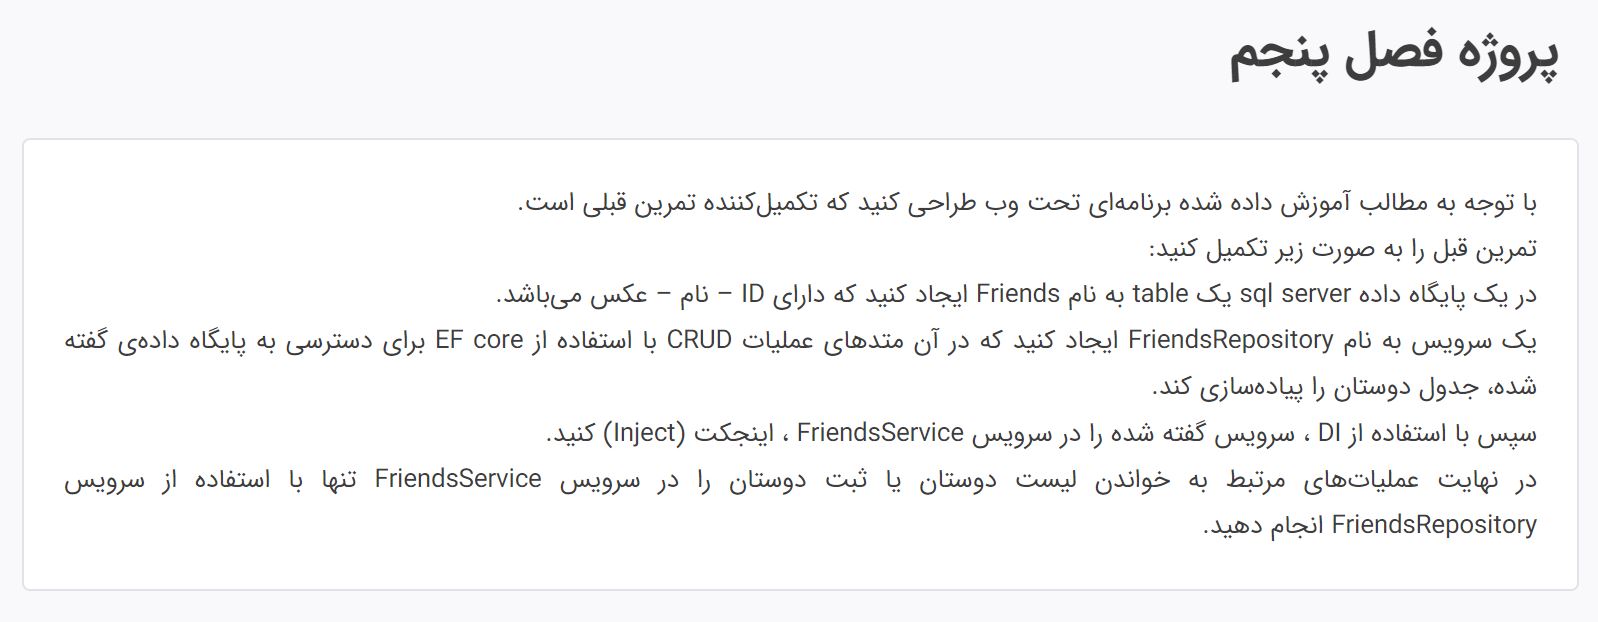 پروژه فصل پنجم
با توجه به مطالب آموزش داده شده برنامه‌ای تحت وب طراحی کنید که تکمیل‌کننده تمرین قبلی است.
تمرین قبل را به صورت زیر تکمیل کنید:
در یک پایگاه داده sql server یک table به نام Friends ایجاد کنید که دارای ID – نام – عکس می‌باشد.
یک سرویس به نام FriendsRepository ایجاد کنید که در آن متدهای عملیات CRUD با استفاده از EF core برای دسترسی به پایگاه داده‌ی گفته
شده، جدول دوستان را پیاده‌سازی کند.
سپس با استفاده از DI ، سرویس گفته شده را در سرویس FriendsService ، اینجکت (Inject) کنید.
در نهایت عملیات‌های مرتبط به خواندن لیست دوستان یا ثبت دوستان را در سرویس FriendsService تنها با استفاده از سرویس
FriendsRepository انجام دهید.